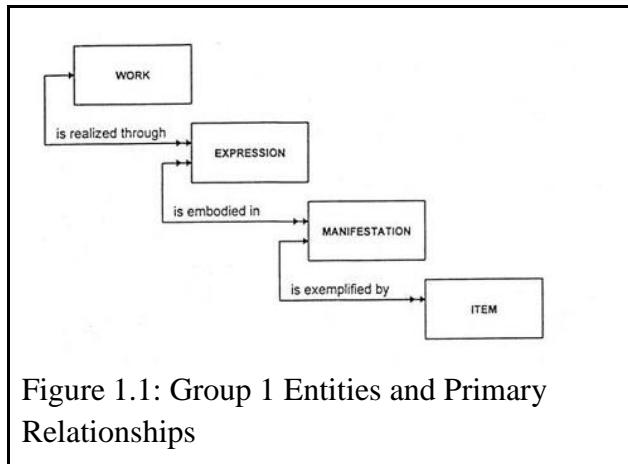 WORK
is realized through
EXPRESSION
is embodied in
MANIFESTATION
is exemplified by
ITEM
Figure 1.1: Group 1 Entities and Primary
Relationships